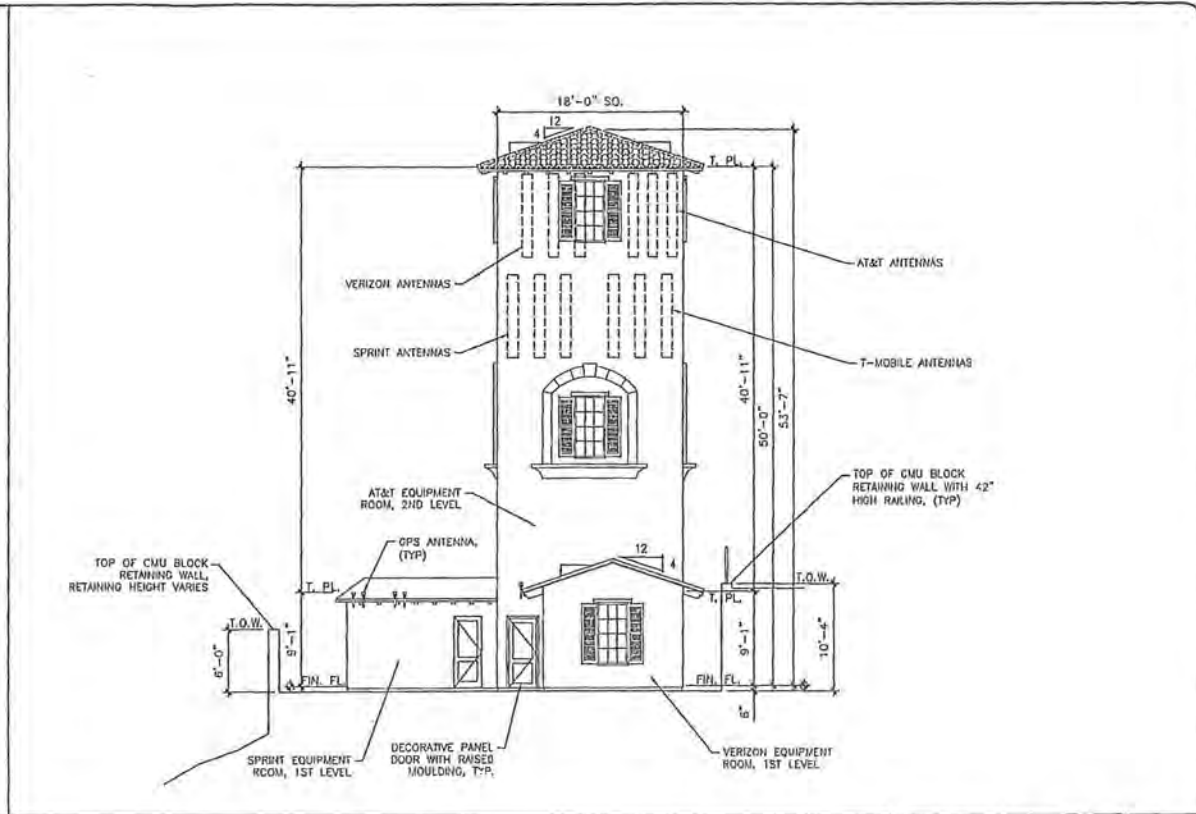 18'-0" SQ.
12
4
T. PL.
VERIZON ANTENNAS
AT&T ANTENNAS
SPRINT ANTENNAS
T-MOBILE ANTENNAS
40'-11"
40'-11"
50'-0"
53'-7"
AT&T EQUIPMENT
ROOM, 2ND LEVEL
TOP OF CMU BLOCK
RETAINING WALL WITH 42"
HIGH RAILING, (TYP)
GPS ANTENNA,
(TYP)
TOP OF CMU BLOCK
RETAINING WALL,
RETAINING HEIGHT VARIES
12
4
T. PL.
T.O.W.
T. PL.
T.O.W.
6'-0"
9'-1"
9'-1"
10'-4"
FIN. FL.
FIN. FL.
6"
SPRINT EQUIPMENT
ROOM, 1ST LEVEL
DECORATIVE PANEL
DOOR WITH RAISED
MOULDING, TYP.
VERIZON EQUIPMENT
ROOM, 1ST LEVEL